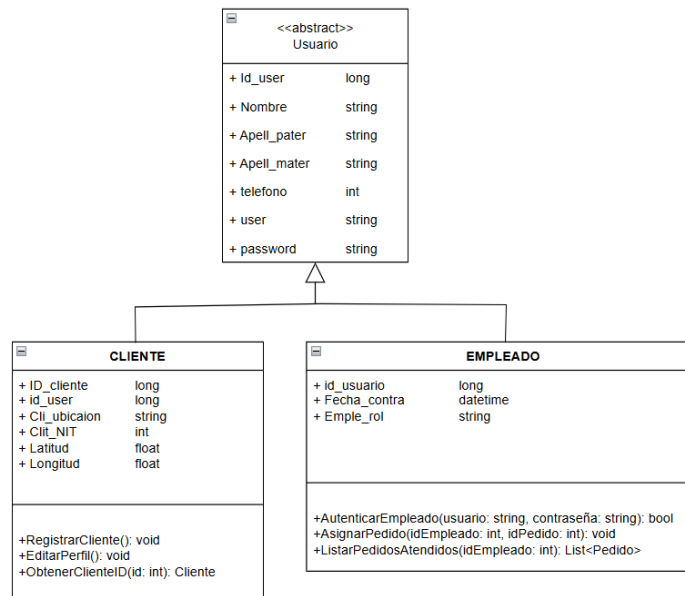 <<abstract>>
Usuario
+ Id_user long
+ Nombre string
+ Apell_pater string
+ Apell_mater string
+ telefono int
+ user string
+ password string
CLIENTE
+ ID_cliente long
+ id_user long
+ Cli_ubicaion string
+ Clit_NIT int
+ Latitud float
+ Longitud float
+RegistrarCliente(): void
+EditarPerfil(): void
+ObtenerClienteID(id: int): Cliente
EMPLEADO
+ id_usuario long
+ Fecha_contra datetime
+ Emple_rol string
+AutenticarEmpleado(usuario: string, contraseña: string): bool
+AsignarPedido(idEmpleado: int, idPedido: int): void
+ListarPedidosAtendidos(idEmpleado: int): List<Pedido>